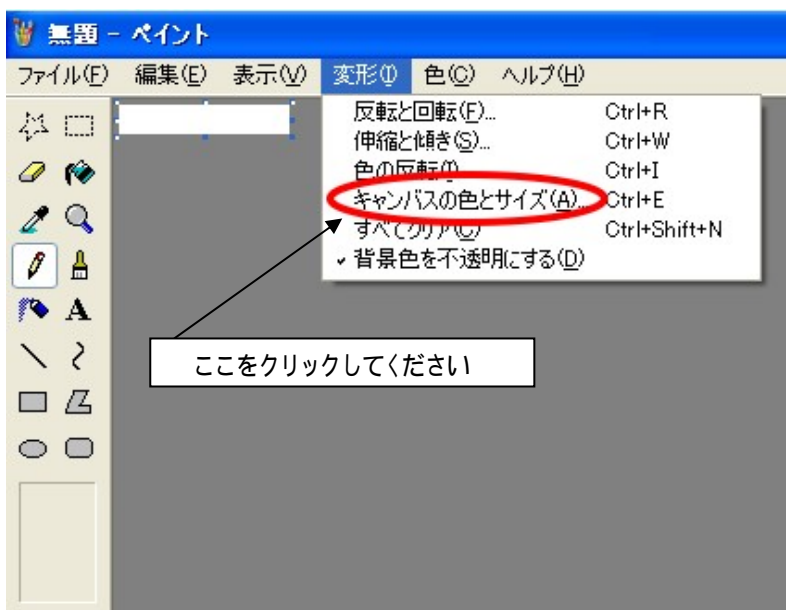 無題 - ペイント
ファイル(F) 編集(E) 表示(V) 変形(I) 色(C) ヘルプ(H)
反転と回転(F)... Ctrl+R
伸縮と傾き(S)... Ctrl+W
色の反転(I) Ctrl+I
キャンバスの色とサイズ(A)... Ctrl+E
すべてクリア(C) Ctrl+Shift+N
背景色を不透明にする(D)
A
ここをクリックしてください